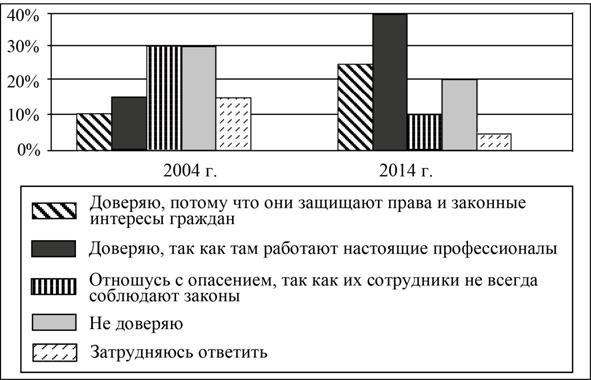 40%
30%
20%
10%
0%
2004 г.
2014 г.
Доверяю, потому что они защищают права и законные
интересы граждан
Доверяю, так как там работают настоящие профессионалы
Отношусь с опасением, так как их сотрудники не всегда
соблюдают законы
Не доверяю
Затрудняюсь ответить